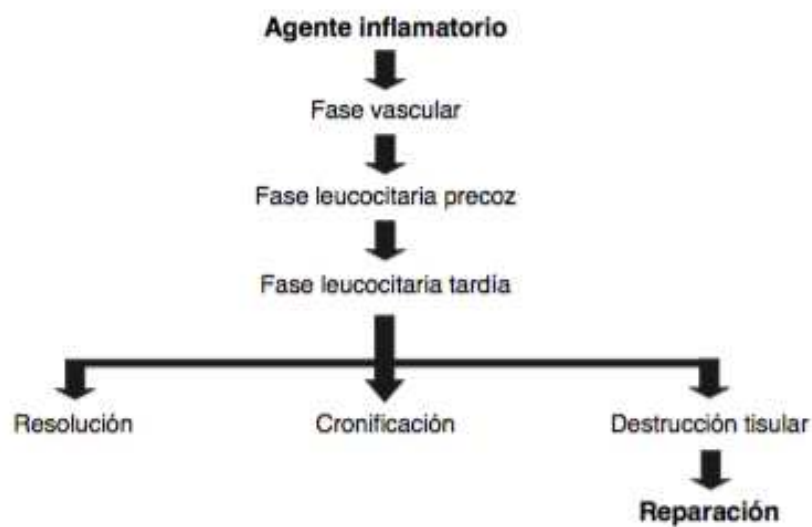 Agente inflamatorio
Fase vascular
Fase leucocitaria precoz
Fase leucocitaria tardía
Resolución
Cronificación
Destrucción tisular
Reparación